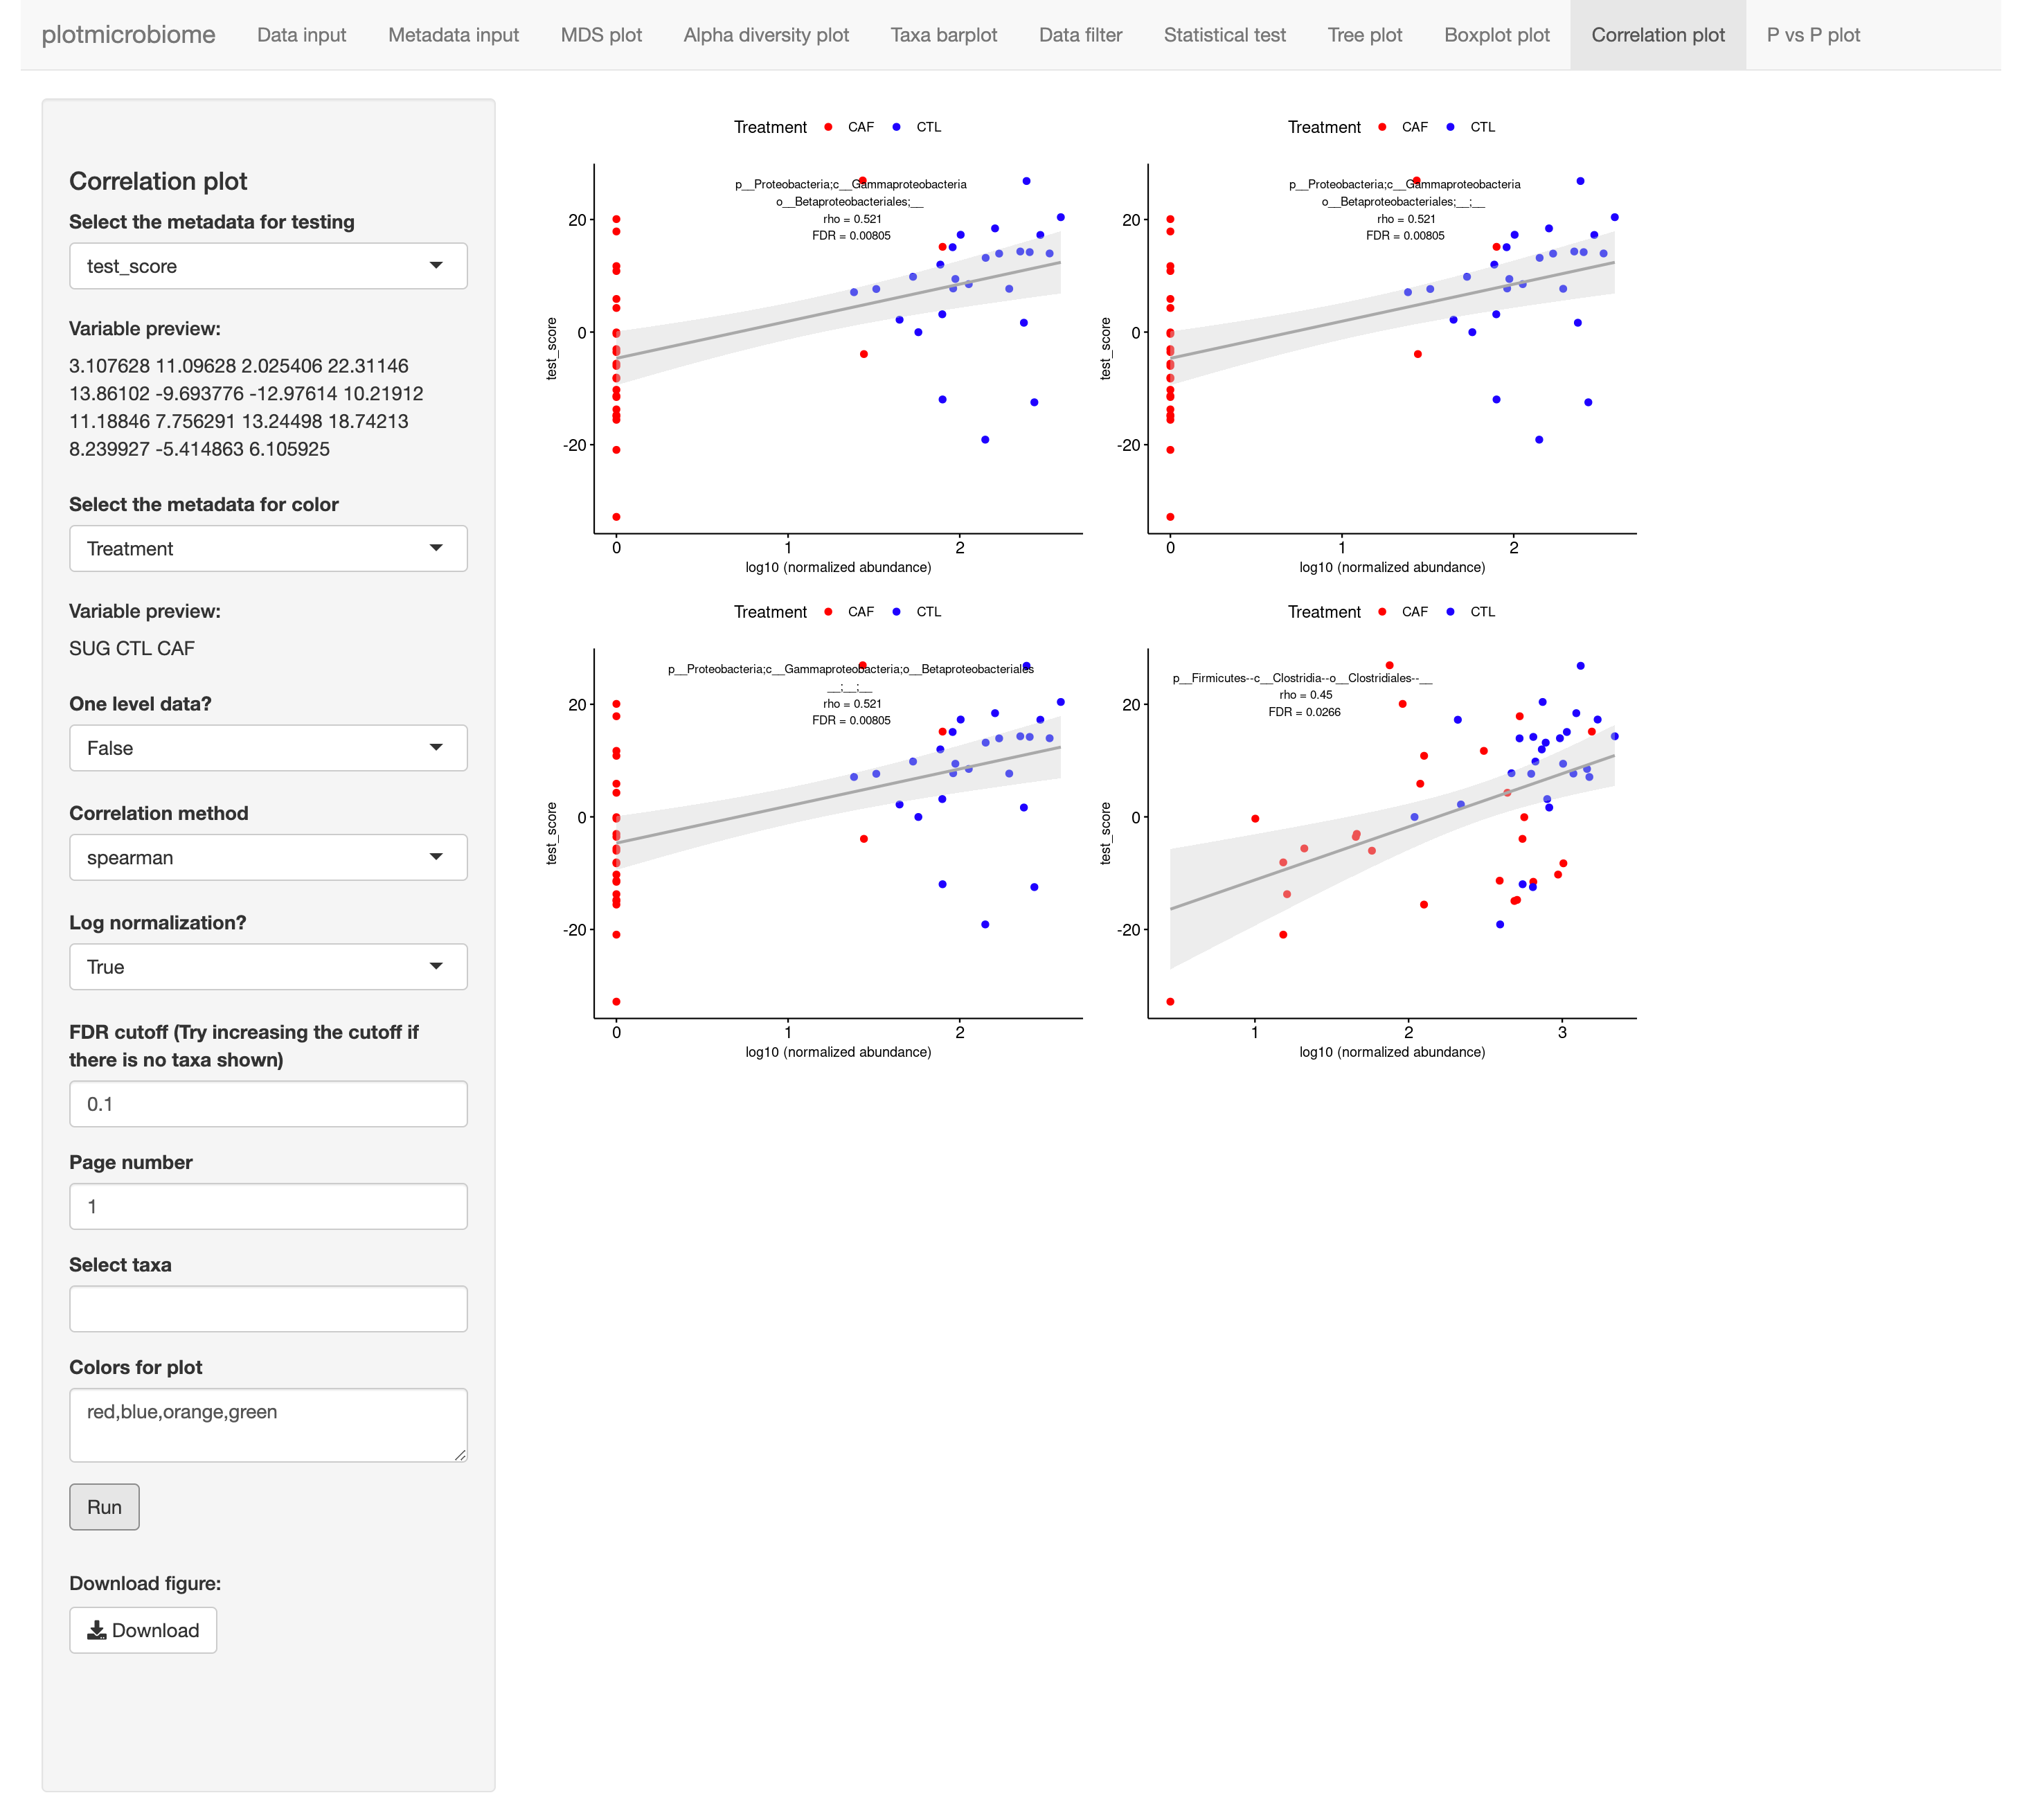 plotmicrobiome Data input Metadata input MDS plot Alpha diversity plot Taxa barplot Data filter Statistical test Tree plot Boxplot plot Correlation plot P vs P plot
Correlation plot
Select the metadata for testing
test_score
Variable preview:
3.107628 11.09628 2.025406 22.31146
13.86102 -9.693776 -12.97614 10.21912
11.18846 7.756291 13.24498 18.74213
8.239927 -5.414863 6.105925
Select the metadata for color
Treatment
Variable preview:
SUG CTL CAF
One level data?
False
Correlation method
spearman
Log normalization?
True
FDR cutoff (Try increasing the cutoff if
there is no taxa shown)
0.1
Page number
1
Select taxa
Colors for plot
red,blue,orange,green
Run
Download figure:
Download
Treatment CAF CTL
p__Proteobacteria;c__Gammaproteobacteria
o__Betaproteobacteriales;__
rho = 0.521
FDR = 0.00805
test_score
20
0
-20
0 1 2
log10 (normalized abundance)
Treatment CAF CTL
p__Proteobacteria;c__Gammaproteobacteria
o__Betaproteobacteriales;__;__
rho = 0.521
FDR = 0.00805
test_score
20
0
-20
0 1 2
log10 (normalized abundance)
Treatment CAF CTL
p__Proteobacteria;c__Gammaproteobacteria;o__Betaproteobacteriales
__;__;__
rho = 0.521
FDR = 0.00805
test_score
20
0
-20
0 1 2
log10 (normalized abundance)
Treatment CAF CTL
p__Firmicutes--c__Clostridia--o__Clostridiales--__
rho = 0.45
FDR = 0.0266
test_score
20
0
-20
1 2 3
log10 (normalized abundance)